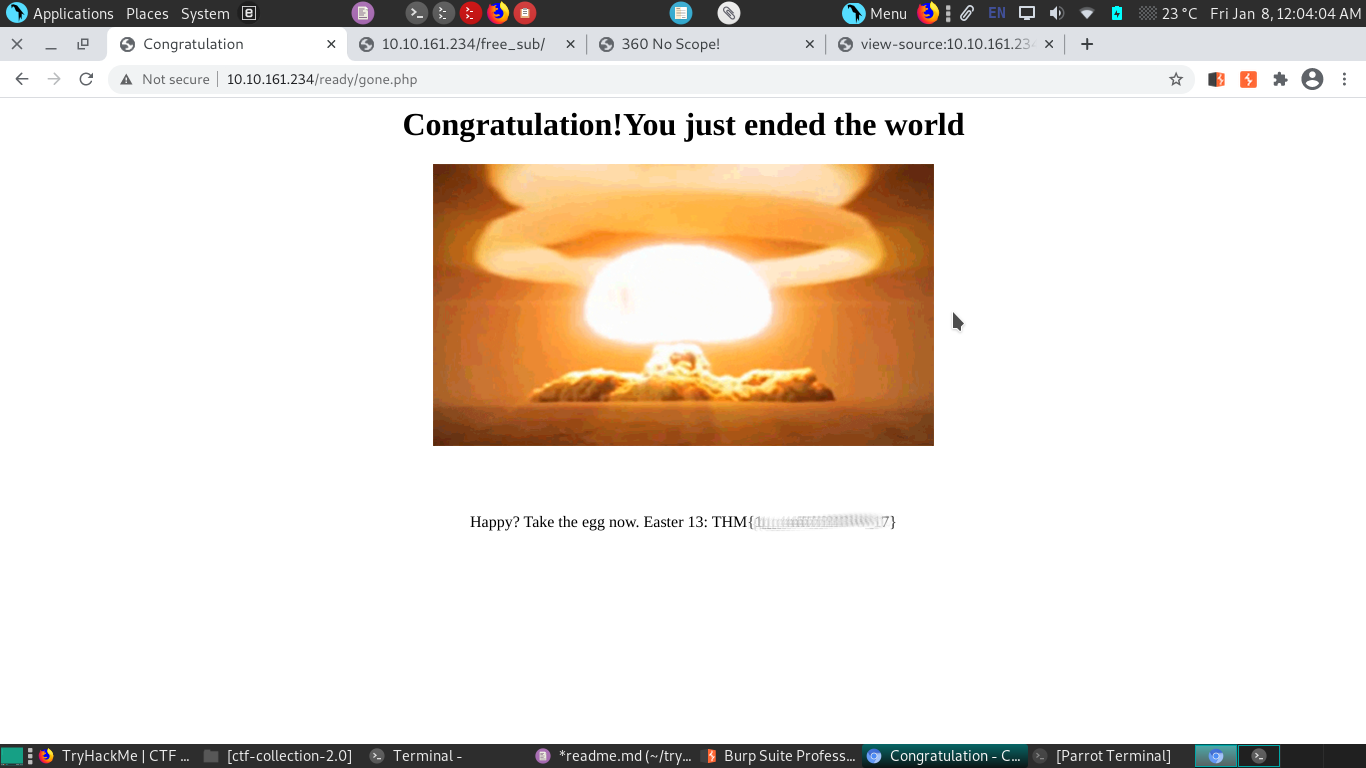 Applications Places System Menu EN 23 °C Fri Jan 8, 12:04:04 AM
Congratulation 10.10.161.234/free_sub/ 360 No Scope! view-source:10.10.161.234
Not secure 10.10.161.234/ready/gone.php
Congratulation!You just ended the world
Happy? Take the egg now. Easter 13: THM{1 17}
TryHackMe | CTF ... [ctf-collection-2.0] Terminal - *readme.md (~/try... Burp Suite Profess... Congratulation - C... [Parrot Terminal]